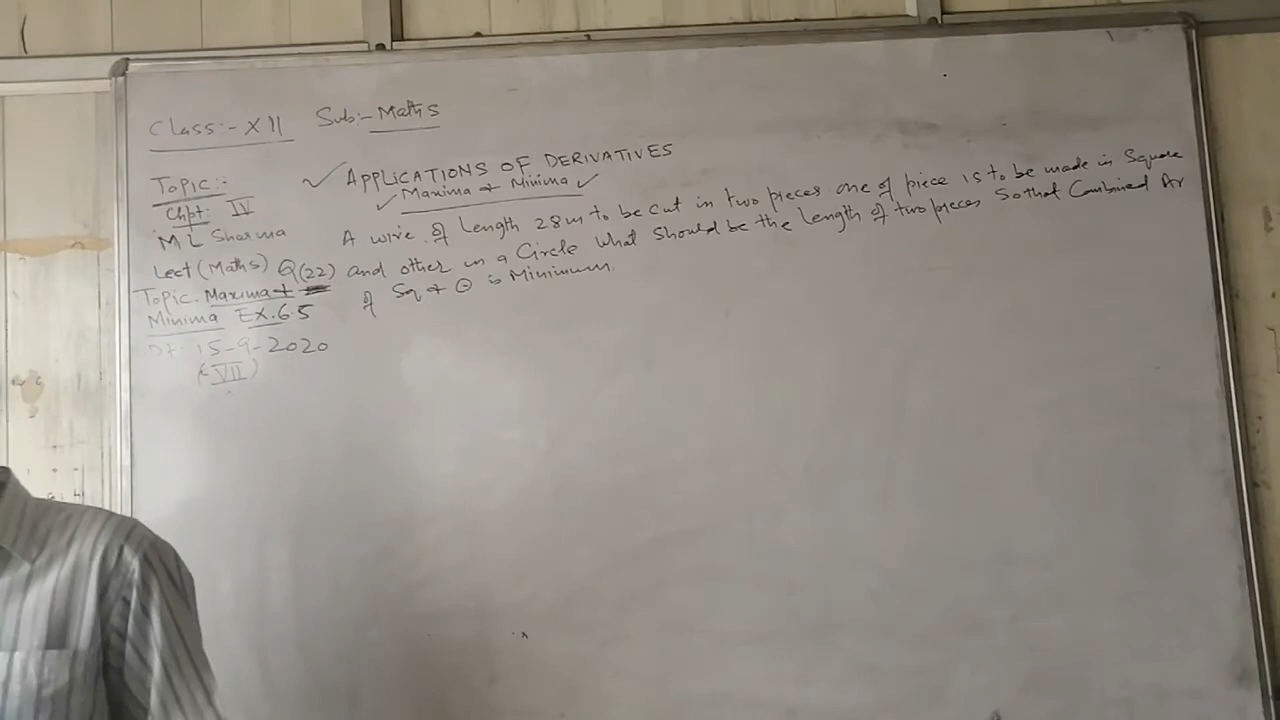 Class:- XII Sub:- Maths
Topic:- APPLICATIONS OF DERIVATIVES
Chpt: IV Maxima + Minima
ML Sharma A wire of Length 28m to be cut in two pieces one of piece is to be made in Square
Lect (Maths) Q(22) and other in a Circle What should be the length of two pieces so that Combined Ar
Topic. Maxima + of Sq + ⊙ is Minimum.
Minima EX.6.5
Dt: 15-9-2020
(VII)